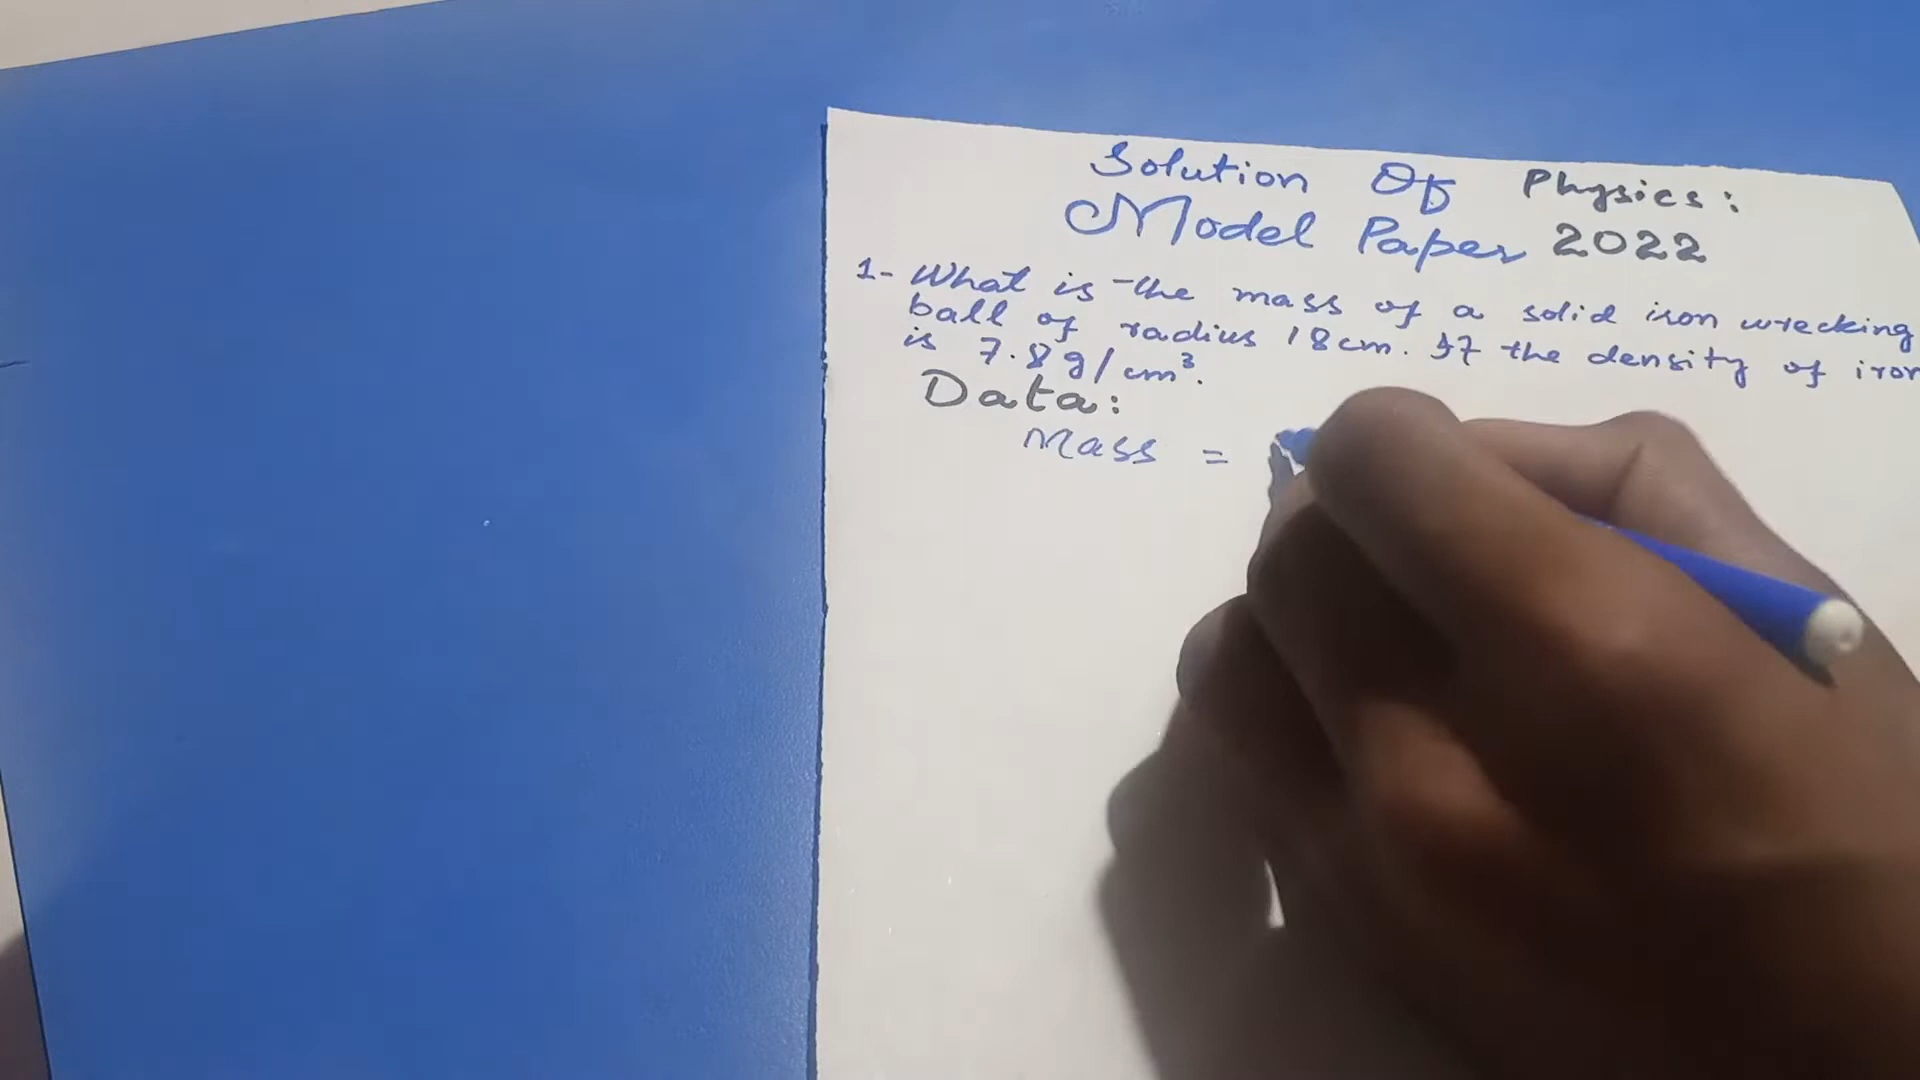 Solution Of Physics:
Model Paper 2022
1- What is the mass of a solid iron wrecking
ball of radius 18cm. If the density of iron
is 7.8g/cm³.
Data:
Mass =